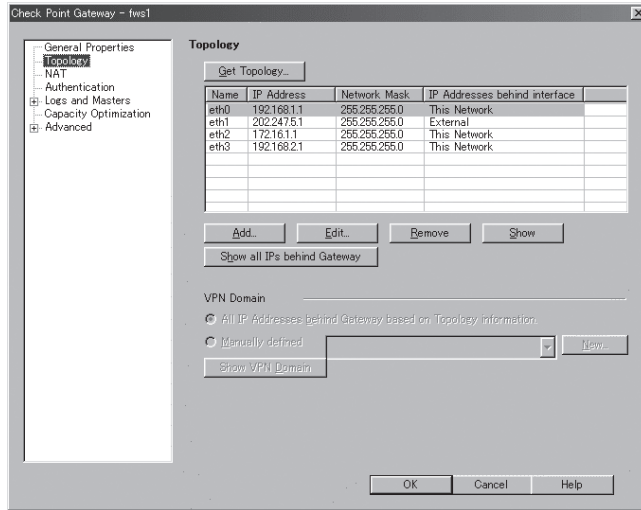 Check Point Gateway - fws1
General Properties
Topology
NAT
Authentication
Logs and Masters
Capacity Optimization
Advanced
Topology
Get Topology...
Name IP Address Network Mask IP Addresses behind interface
eth0 192.168.1.1 255.255.255.0 This Network
eth1 202.247.5.1 255.255.255.0 External
eth2 172.16.1.1 255.255.255.0 This Network
eth3 192.168.2.1 255.255.255.0 This Network
Add... Edit... Remove Show
Show all IPs behind Gateway
VPN Domain
All IP Addresses behind Gateway based on Topology information.
Manually defined
New...
Show VPN Domain
OK Cancel Help